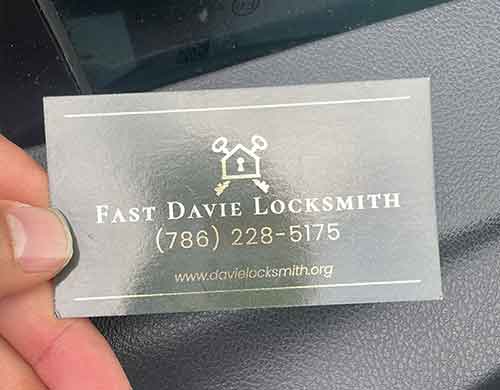 FAST DAVIE LOCKSMITH
(786) 228-5175
www.davielocksmith.org